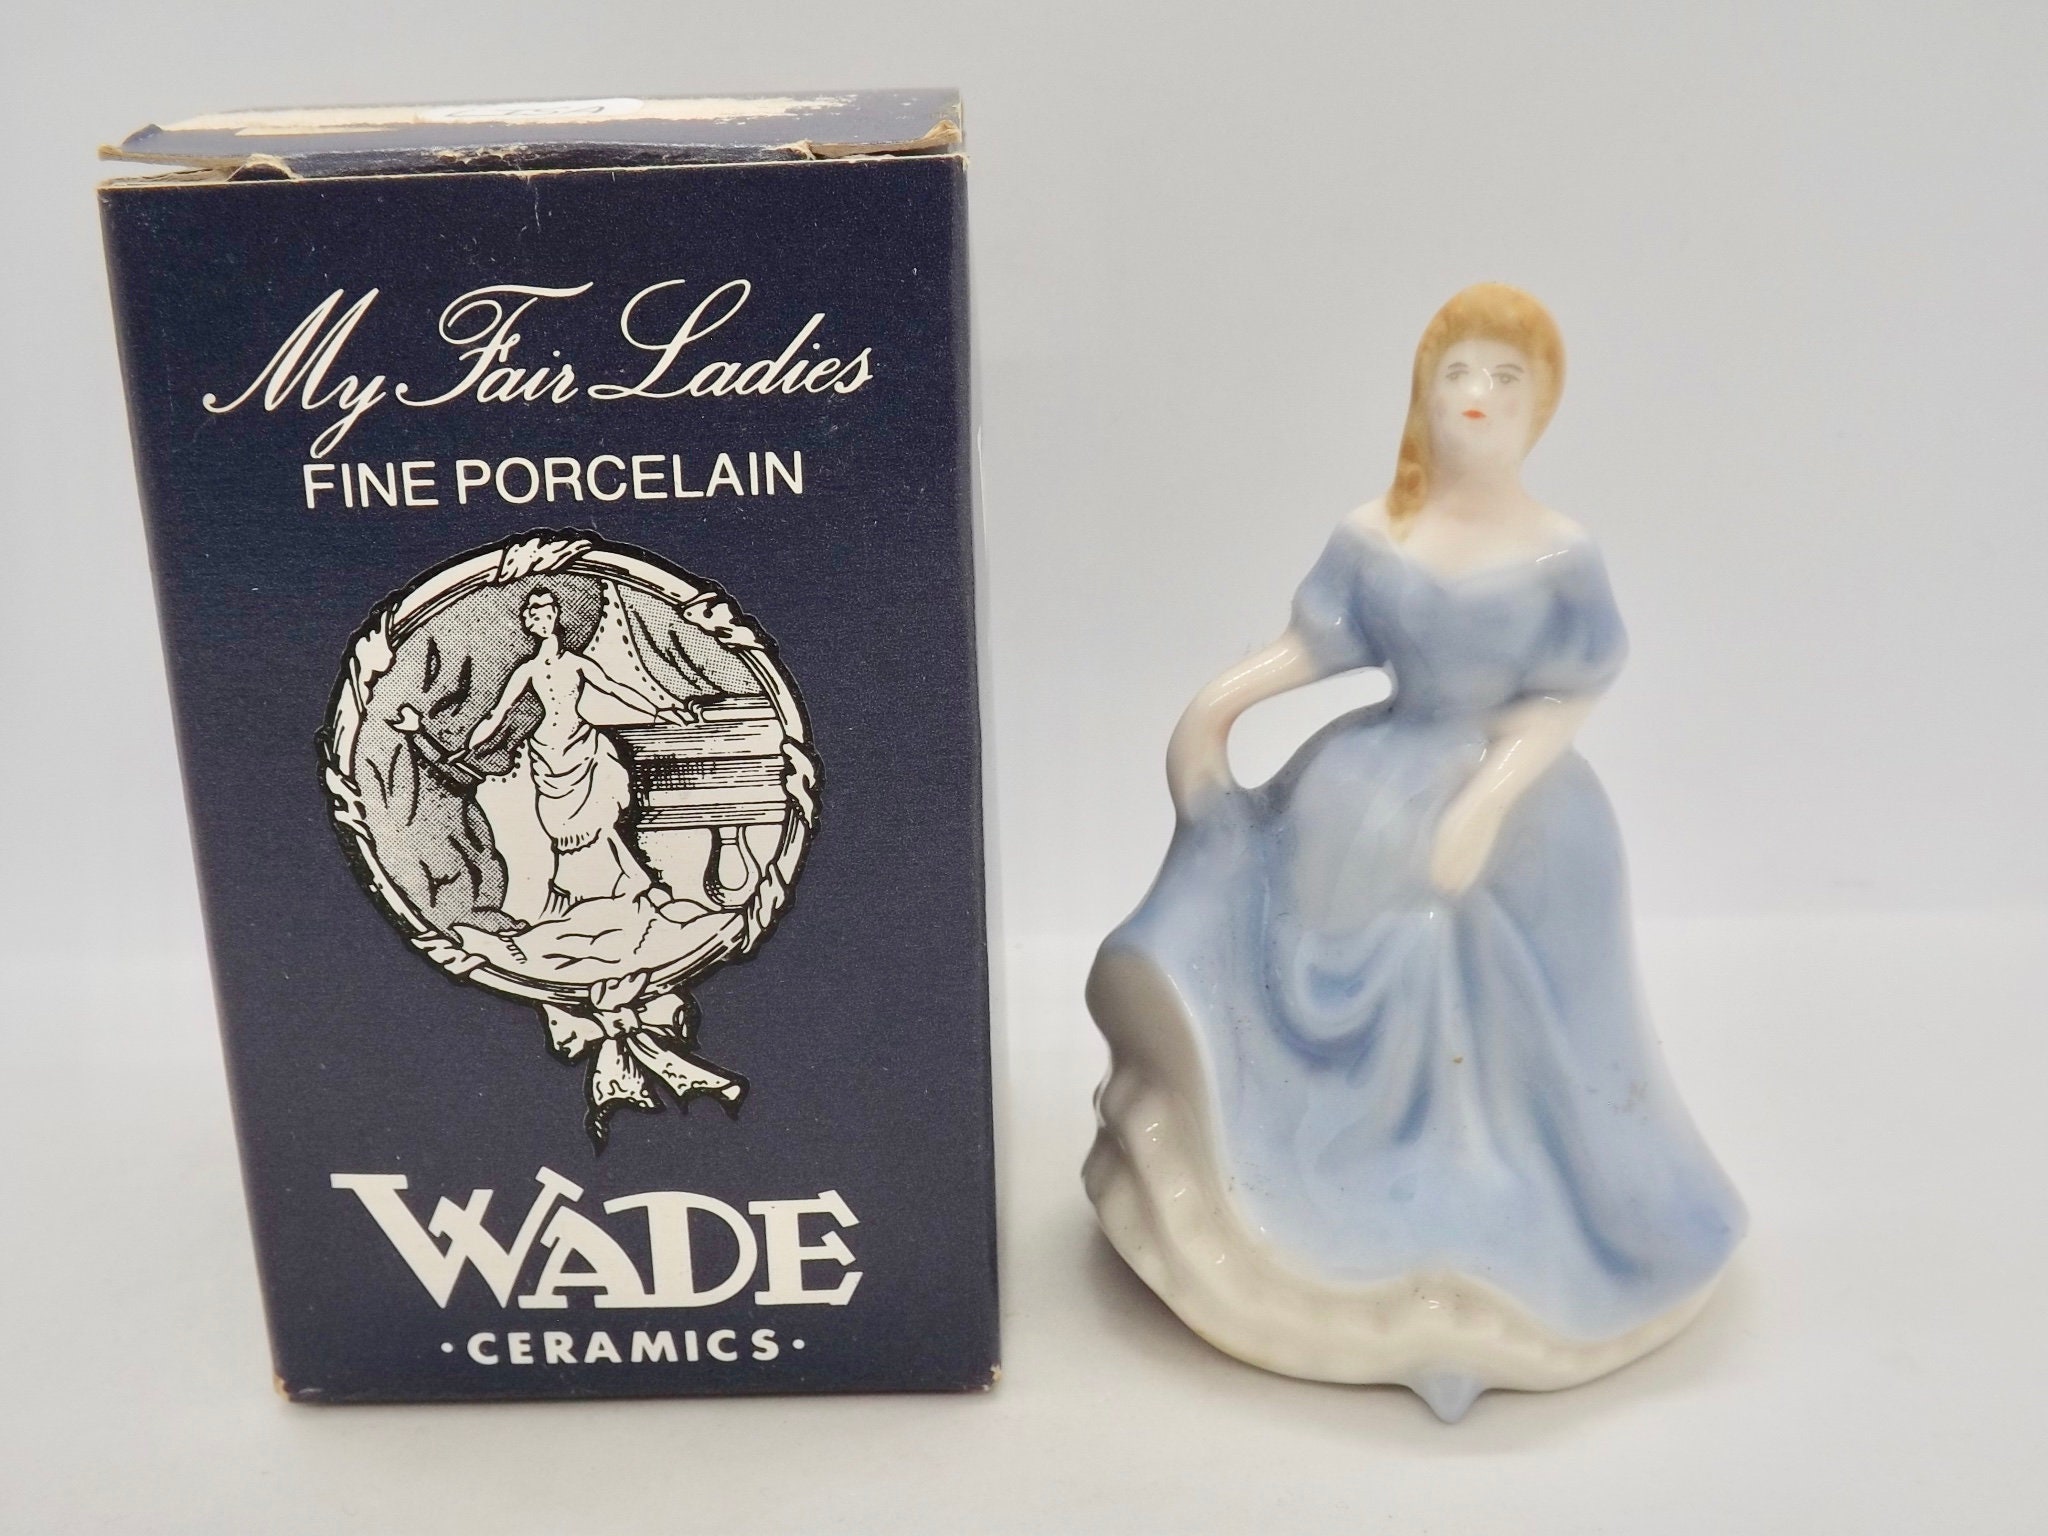 My Fair Ladies
FINE PORCELAIN
WADE
·CERAMICS·